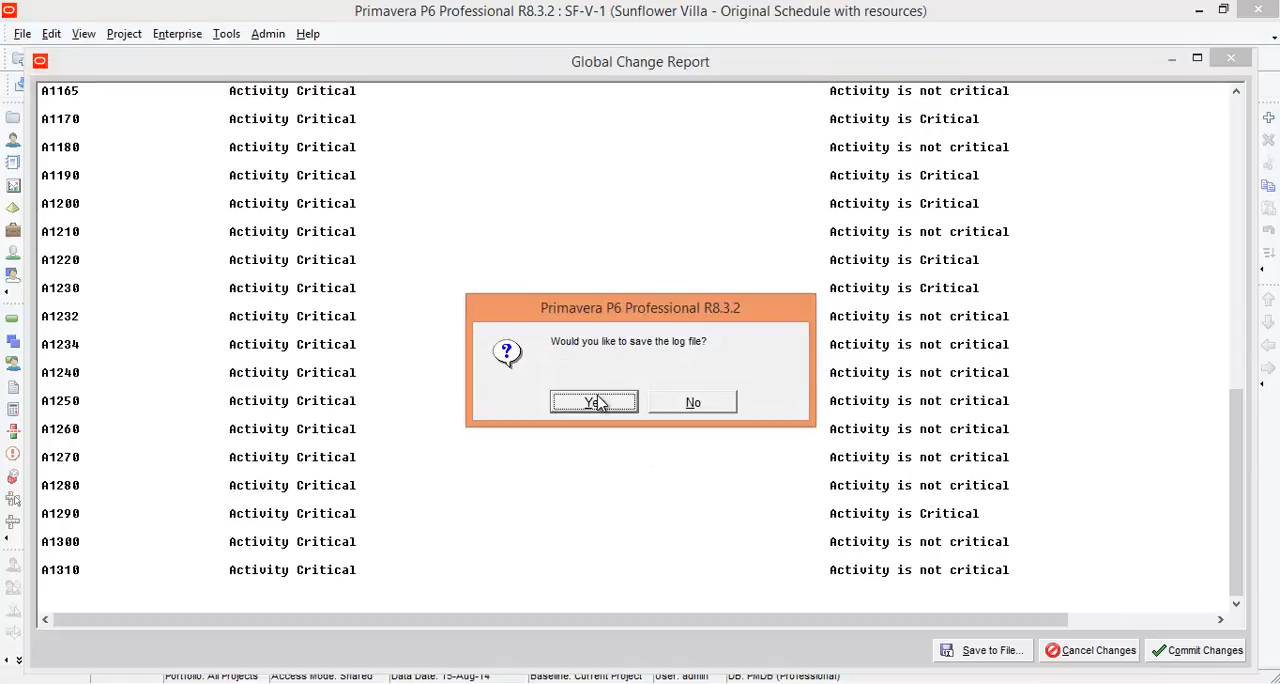 Primavera P6 Professional R8.3.2 : SF-V-1 (Sunflower Villa - Original Schedule with resources)
File Edit View Project Enterprise Tools Admin Help
Global Change Report
A1165 Activity Critical Activity is not critical
A1170 Activity Critical Activity is Critical
A1180 Activity Critical Activity is not critical
A1190 Activity Critical Activity is Critical
A1200 Activity Critical Activity is Critical
A1210 Activity Critical Activity is not critical
A1220 Activity Critical Activity is Critical
A1230 Activity Critical Activity is Critical
A1232 Activity Critical Activity is not critical
A1234 Activity Critical Activity is not critical
A1240 Activity Critical Activity is not critical
A1250 Activity Critical Activity is not critical
A1260 Activity Critical Activity is not critical
A1270 Activity Critical Activity is not critical
A1280 Activity Critical Activity is not critical
A1290 Activity Critical Activity is Critical
A1300 Activity Critical Activity is not critical
A1310 Activity Critical Activity is not critical
Primavera P6 Professional R8.3.2
Would you like to save the log file?
Yes No
Save to File... Cancel Changes Commit Changes
Portfolio: All Projects Access Mode: Shared Data Date: 15-Aug-14 Baseline: Current Project User: admin DB: PMDB (Professional)